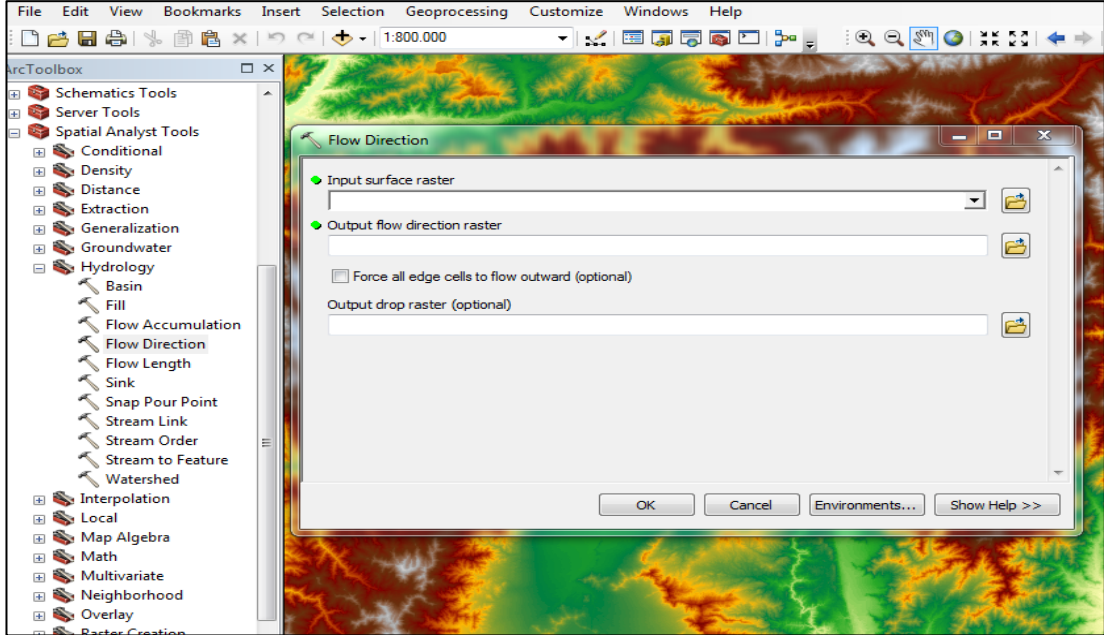 File Edit View Bookmarks Insert Selection Geoprocessing Customize Windows Help
1:800.000
ArcToolbox
Schematics Tools
Server Tools
Spatial Analyst Tools
Conditional
Density
Distance
Extraction
Generalization
Groundwater
Hydrology
Basin
Fill
Flow Accumulation
Flow Direction
Flow Length
Sink
Snap Pour Point
Stream Link
Stream Order
Stream to Feature
Watershed
Interpolation
Local
Map Algebra
Math
Multivariate
Neighborhood
Overlay
Raster Creation
Flow Direction
Input surface raster
Output flow direction raster
Force all edge cells to flow outward (optional)
Output drop raster (optional)
OK Cancel Environments... Show Help >>